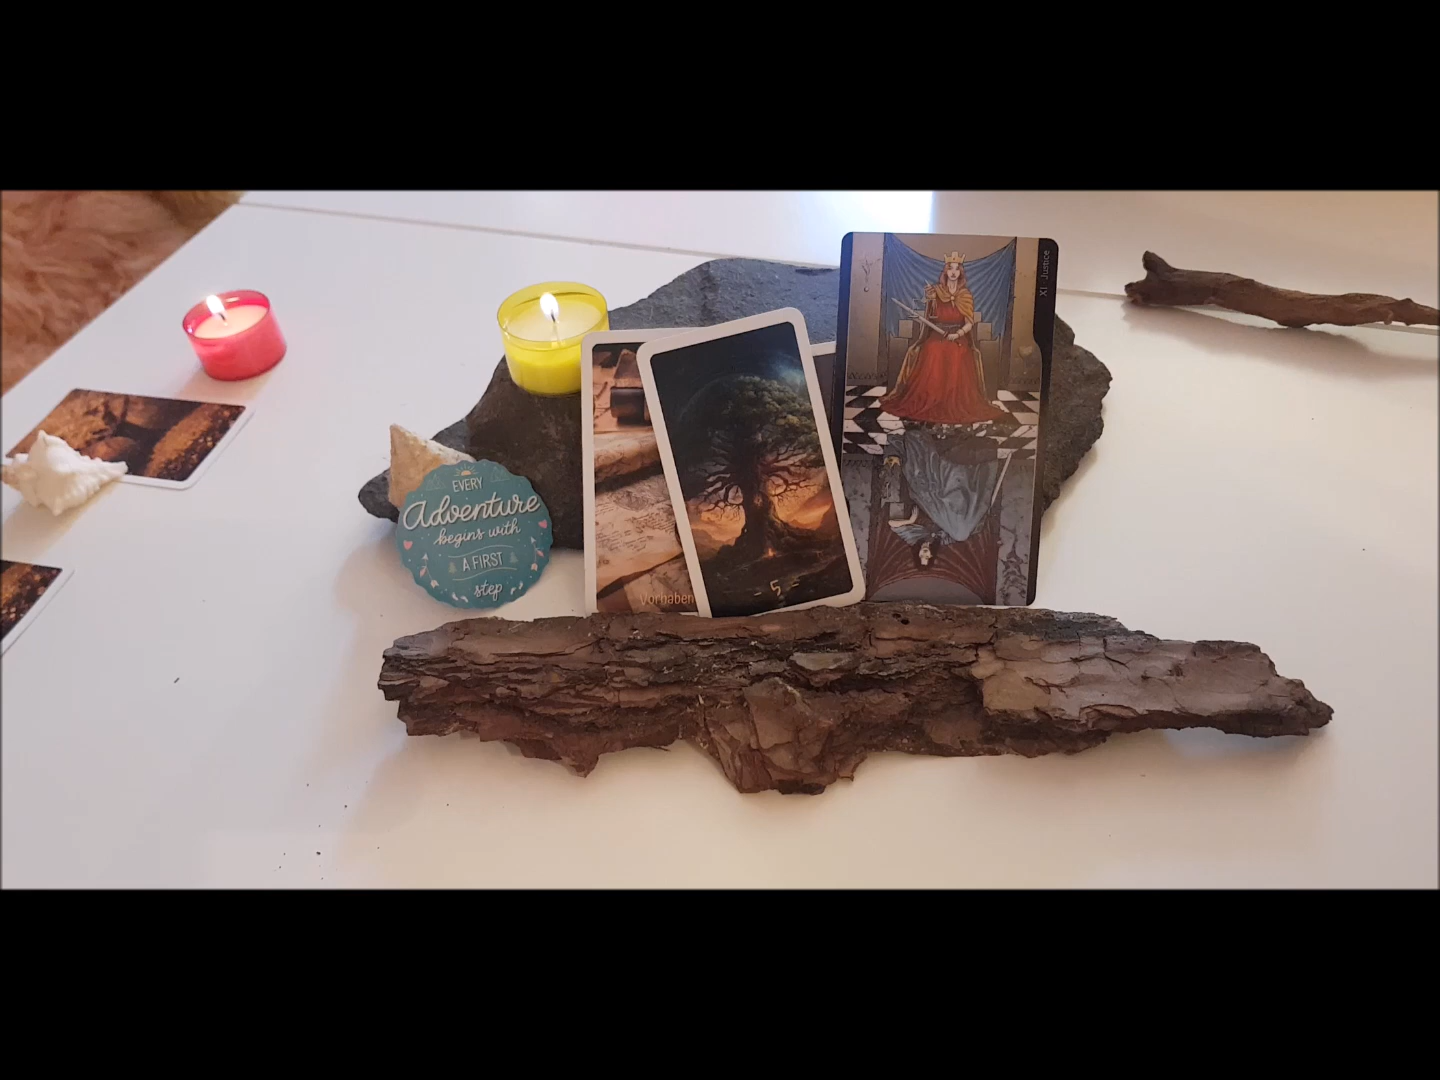 EVERY
Adventure
begins with
A FIRST
step
Vorhaben
- 5 -
XI Justice